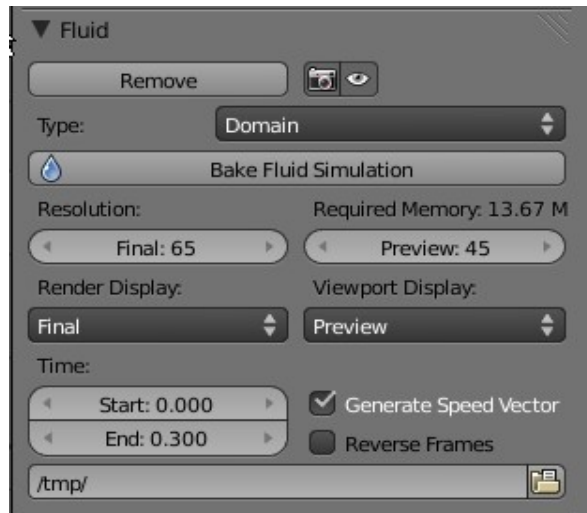 Fluid
Remove
Type: Domain
Bake Fluid Simulation
Resolution: Required Memory: 13.67 M
Final: 65 Preview: 45
Render Display: Viewport Display:
Final Preview
Time:
Start: 0.000 Generate Speed Vector
End: 0.300 Reverse Frames
/tmp/